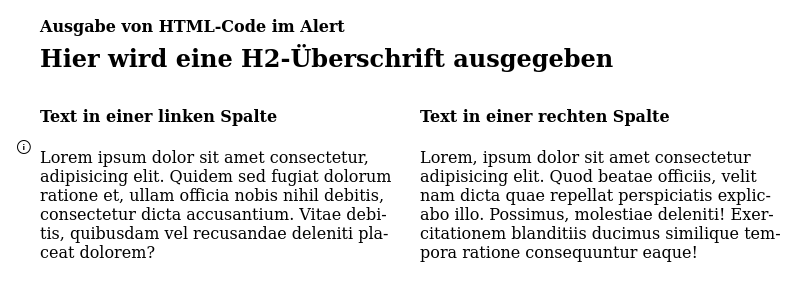 Ausgabe von HTML-Code im Alert
Hier wird eine H2-Überschrift ausgegeben
Text in einer linken Spalte
Lorem ipsum dolor sit amet consectetur,
adipisicing elit. Quidem sed fugiat dolorum
ratione et, ullam officia nobis nihil debitis,
consectetur dicta accusantium. Vitae debi-
tis, quibusdam vel recusandae deleniti pla-
ceat dolorem?
Text in einer rechten Spalte
Lorem, ipsum dolor sit amet consectetur
adipisicing elit. Quod beatae officiis, velit
nam dicta quae repellat perspiciatis explic-
abo illo. Possimus, molestiae deleniti! Exer-
citationem blanditiis ducimus similique tem-
pora ratione consequuntur eaque!